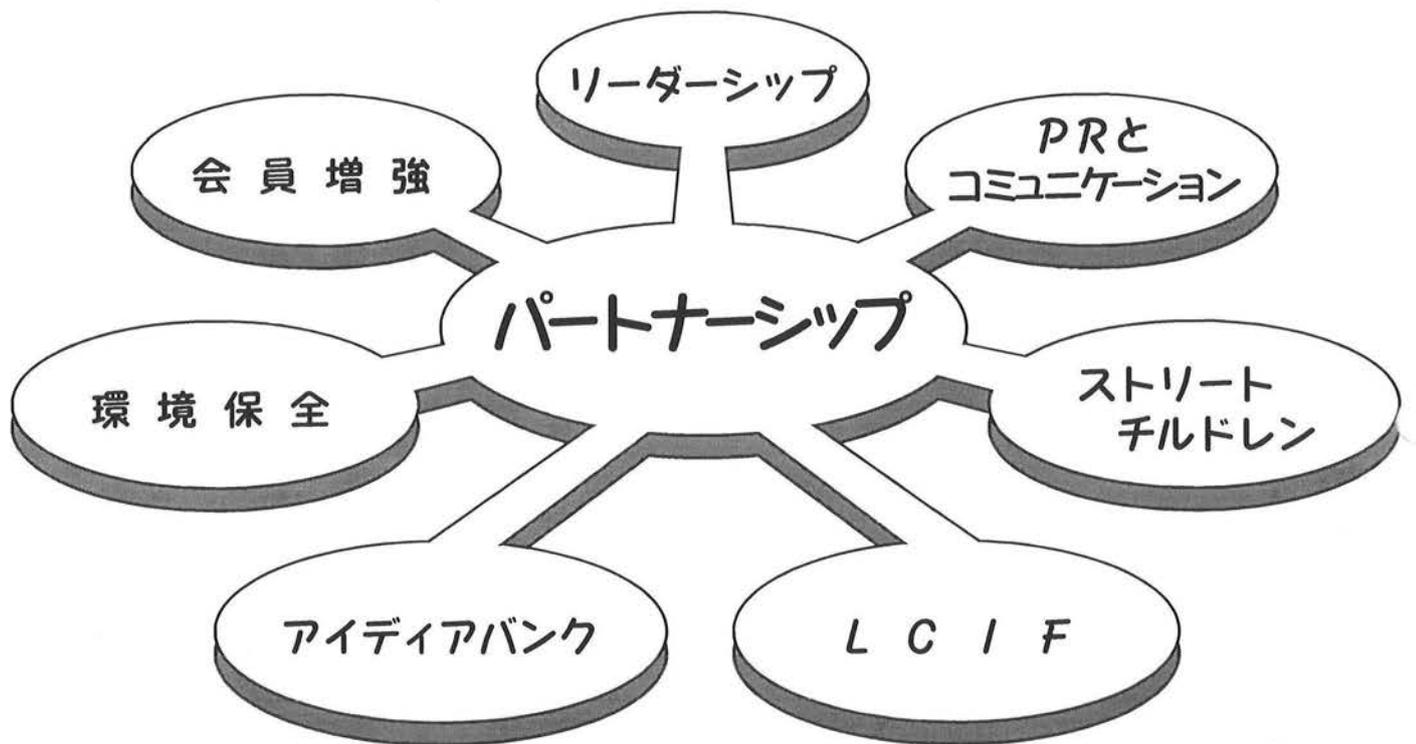 リーダーシップ
会員増強
PRと
コミュニケーション
パートナーシップ
環境保全
ストリート
チルドレン
アイディアバンク
LCIF